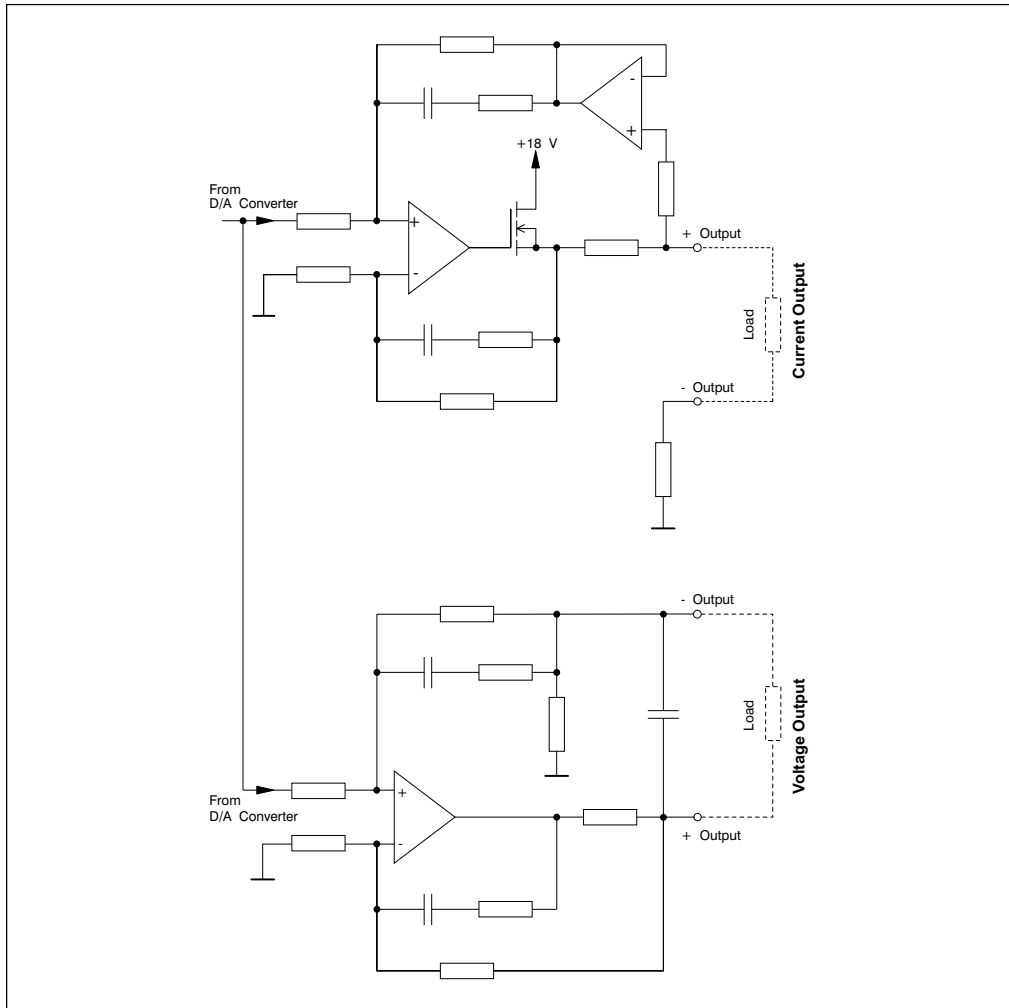 -
+
+18 V
From
D/A Converter
+
-
+ Output
Load
Current Output
- Output
- Output
Load
Voltage Output
From
D/A Converter
+
-
+ Output